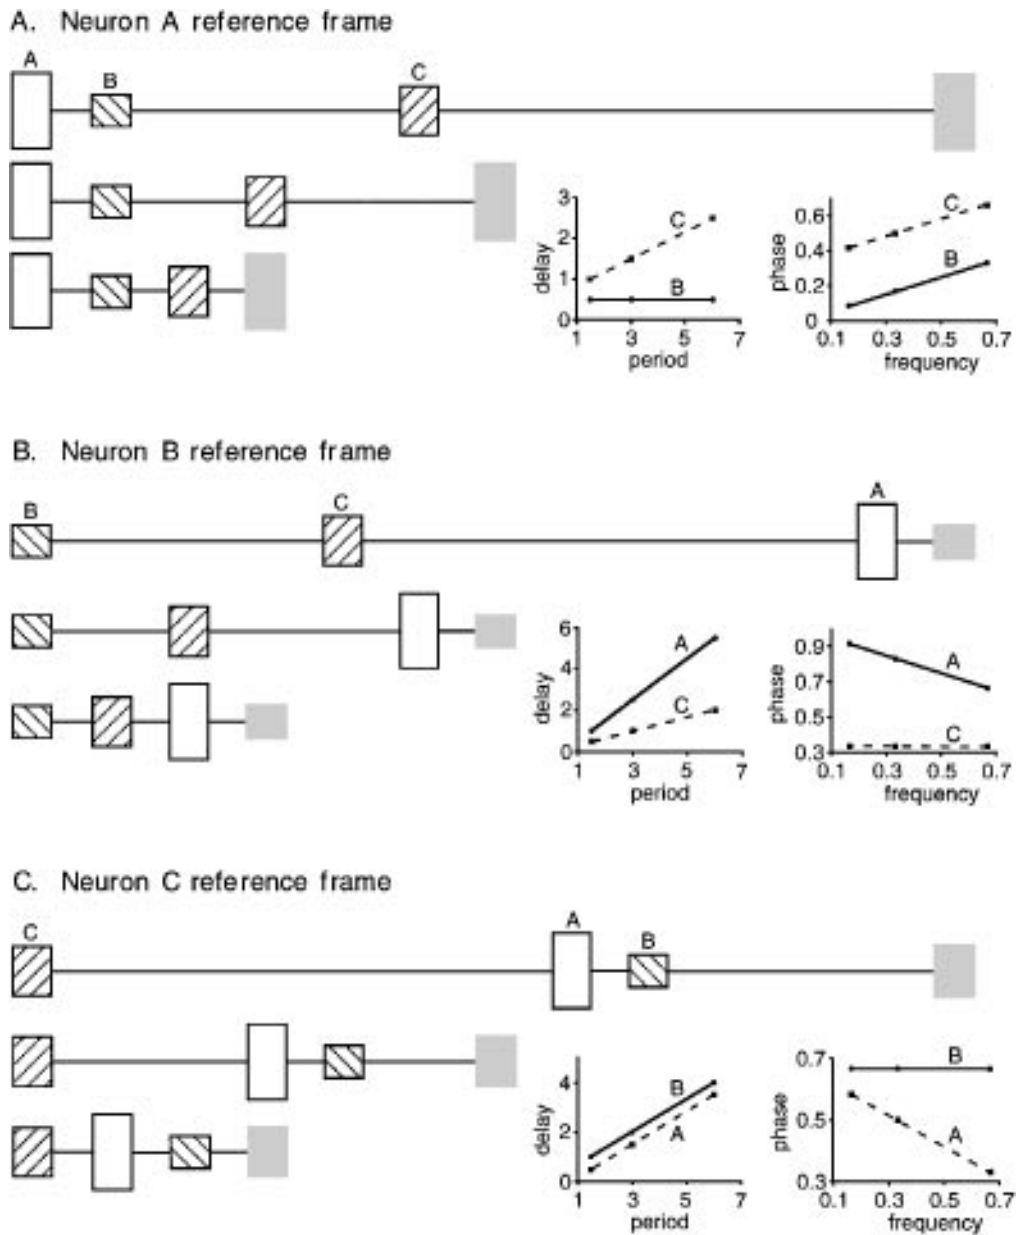 A. Neuron A reference frame
A
B
C
3
2
1
0
delay
C
B
1 3 5 7
period
0.6
0.4
0.2
0
phase
C
B
0.1 0.3 0.5 0.7
frequency
B. Neuron B reference frame
B
C
A
6
4
2
0
delay
A
C
1 3 5 7
period
0.9
0.7
0.5
0.3
phase
A
C
0.1 0.3 0.5 0.7
frequency
C. Neuron C reference frame
C
A
B
4
2
0
delay
B
A
1 3 5 7
period
0.7
0.5
0.3
phase
B
A
0.1 0.3 0.5 0.7
frequency